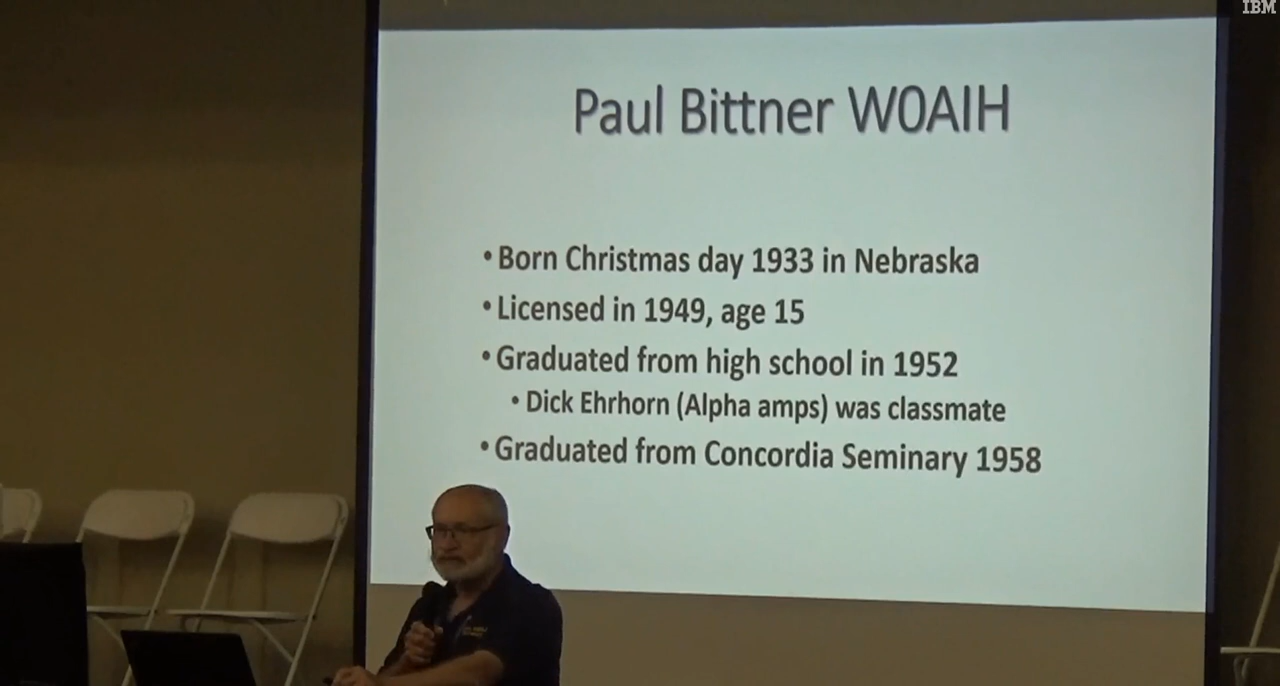 IBM
Paul Bittner W0AIH
• Born Christmas day 1933 in Nebraska
• Licensed in 1949, age 15
• Graduated from high school in 1952
• Dick Ehrhorn (Alpha amps) was classmate
• Graduated from Concordia Seminary 1958